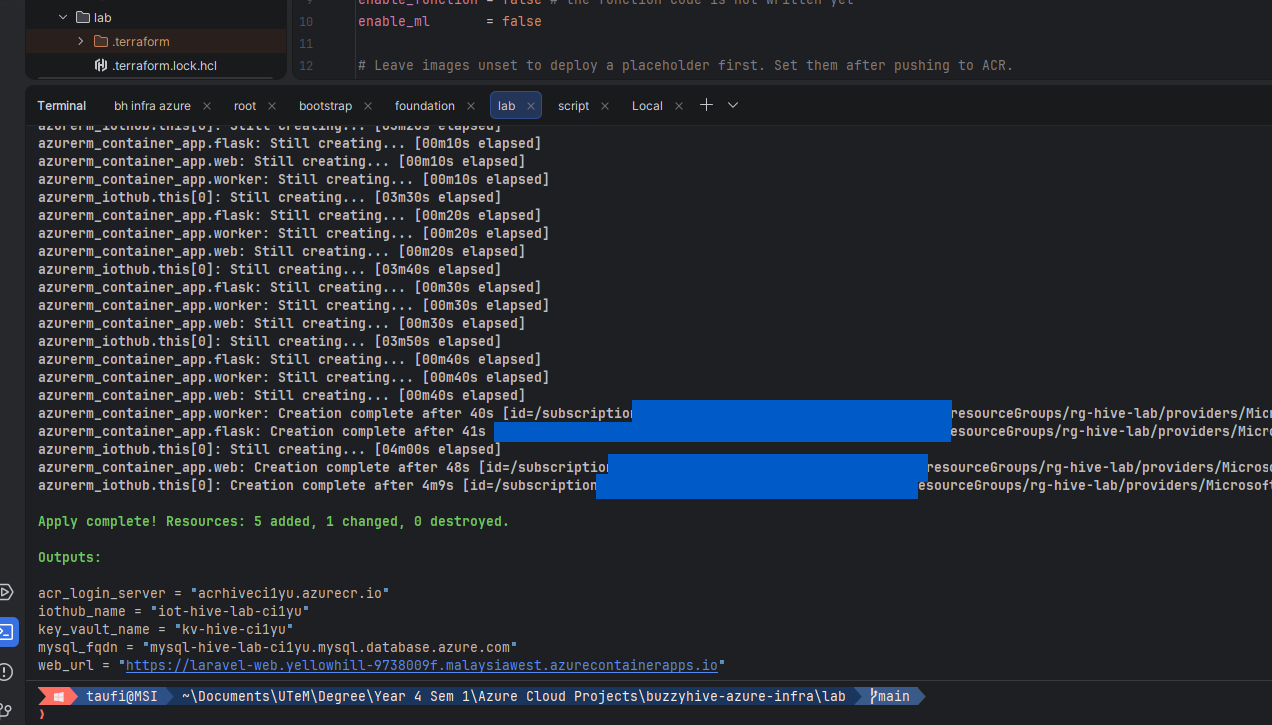 lab
.terraform
.terraform.lock.hcl
9 enable_function = false # the function code is not written yet
10 enable_ml = false
11
12 # Leave images unset to deploy a placeholder first. Set them after pushing to ACR.
Terminal bh infra azure root bootstrap foundation lab script Local
azurerm_iothub.this[0]: Still creating... [03m20s elapsed]
azurerm_container_app.flask: Still creating... [00m10s elapsed]
azurerm_container_app.web: Still creating... [00m10s elapsed]
azurerm_container_app.worker: Still creating... [00m10s elapsed]
azurerm_iothub.this[0]: Still creating... [03m30s elapsed]
azurerm_container_app.flask: Still creating... [00m20s elapsed]
azurerm_container_app.worker: Still creating... [00m20s elapsed]
azurerm_container_app.web: Still creating... [00m20s elapsed]
azurerm_iothub.this[0]: Still creating... [03m40s elapsed]
azurerm_container_app.flask: Still creating... [00m30s elapsed]
azurerm_container_app.worker: Still creating... [00m30s elapsed]
azurerm_container_app.web: Still creating... [00m30s elapsed]
azurerm_iothub.this[0]: Still creating... [03m50s elapsed]
azurerm_container_app.flask: Still creating... [00m40s elapsed]
azurerm_container_app.worker: Still creating... [00m40s elapsed]
azurerm_container_app.web: Still creating... [00m40s elapsed]
azurerm_container_app.worker: Creation complete after 40s [id=/subscription resourceGroups/rg-hive-lab/providers/Mic
azurerm_container_app.flask: Creation complete after 41s esourceGroups/rg-hive-lab/providers/Micro
azurerm_iothub.this[0]: Still creating... [04m00s elapsed]
azurerm_container_app.web: Creation complete after 48s [id=/subscriptio resourceGroups/rg-hive-lab/providers/Microso
azurerm_iothub.this[0]: Creation complete after 4m9s [id=/subscription esourceGroups/rg-hive-lab/providers/Microsoft
Apply complete! Resources: 5 added, 1 changed, 0 destroyed.
Outputs:
acr_login_server = "acrhiveci1yu.azurecr.io"
iothub_name = "iot-hive-lab-ci1yu"
key_vault_name = "kv-hive-ci1yu"
mysql_fqdn = "mysql-hive-lab-ci1yu.mysql.database.azure.com"
web_url = "https://laravel-web.yellowhill-9738009f.malaysiawest.azurecontainerapps.io"
taufi@MSI ~\Documents\UTeM\Degree\Year 4 Sem 1\Azure Cloud Projects\buzzyhive-azure-infra\lab main